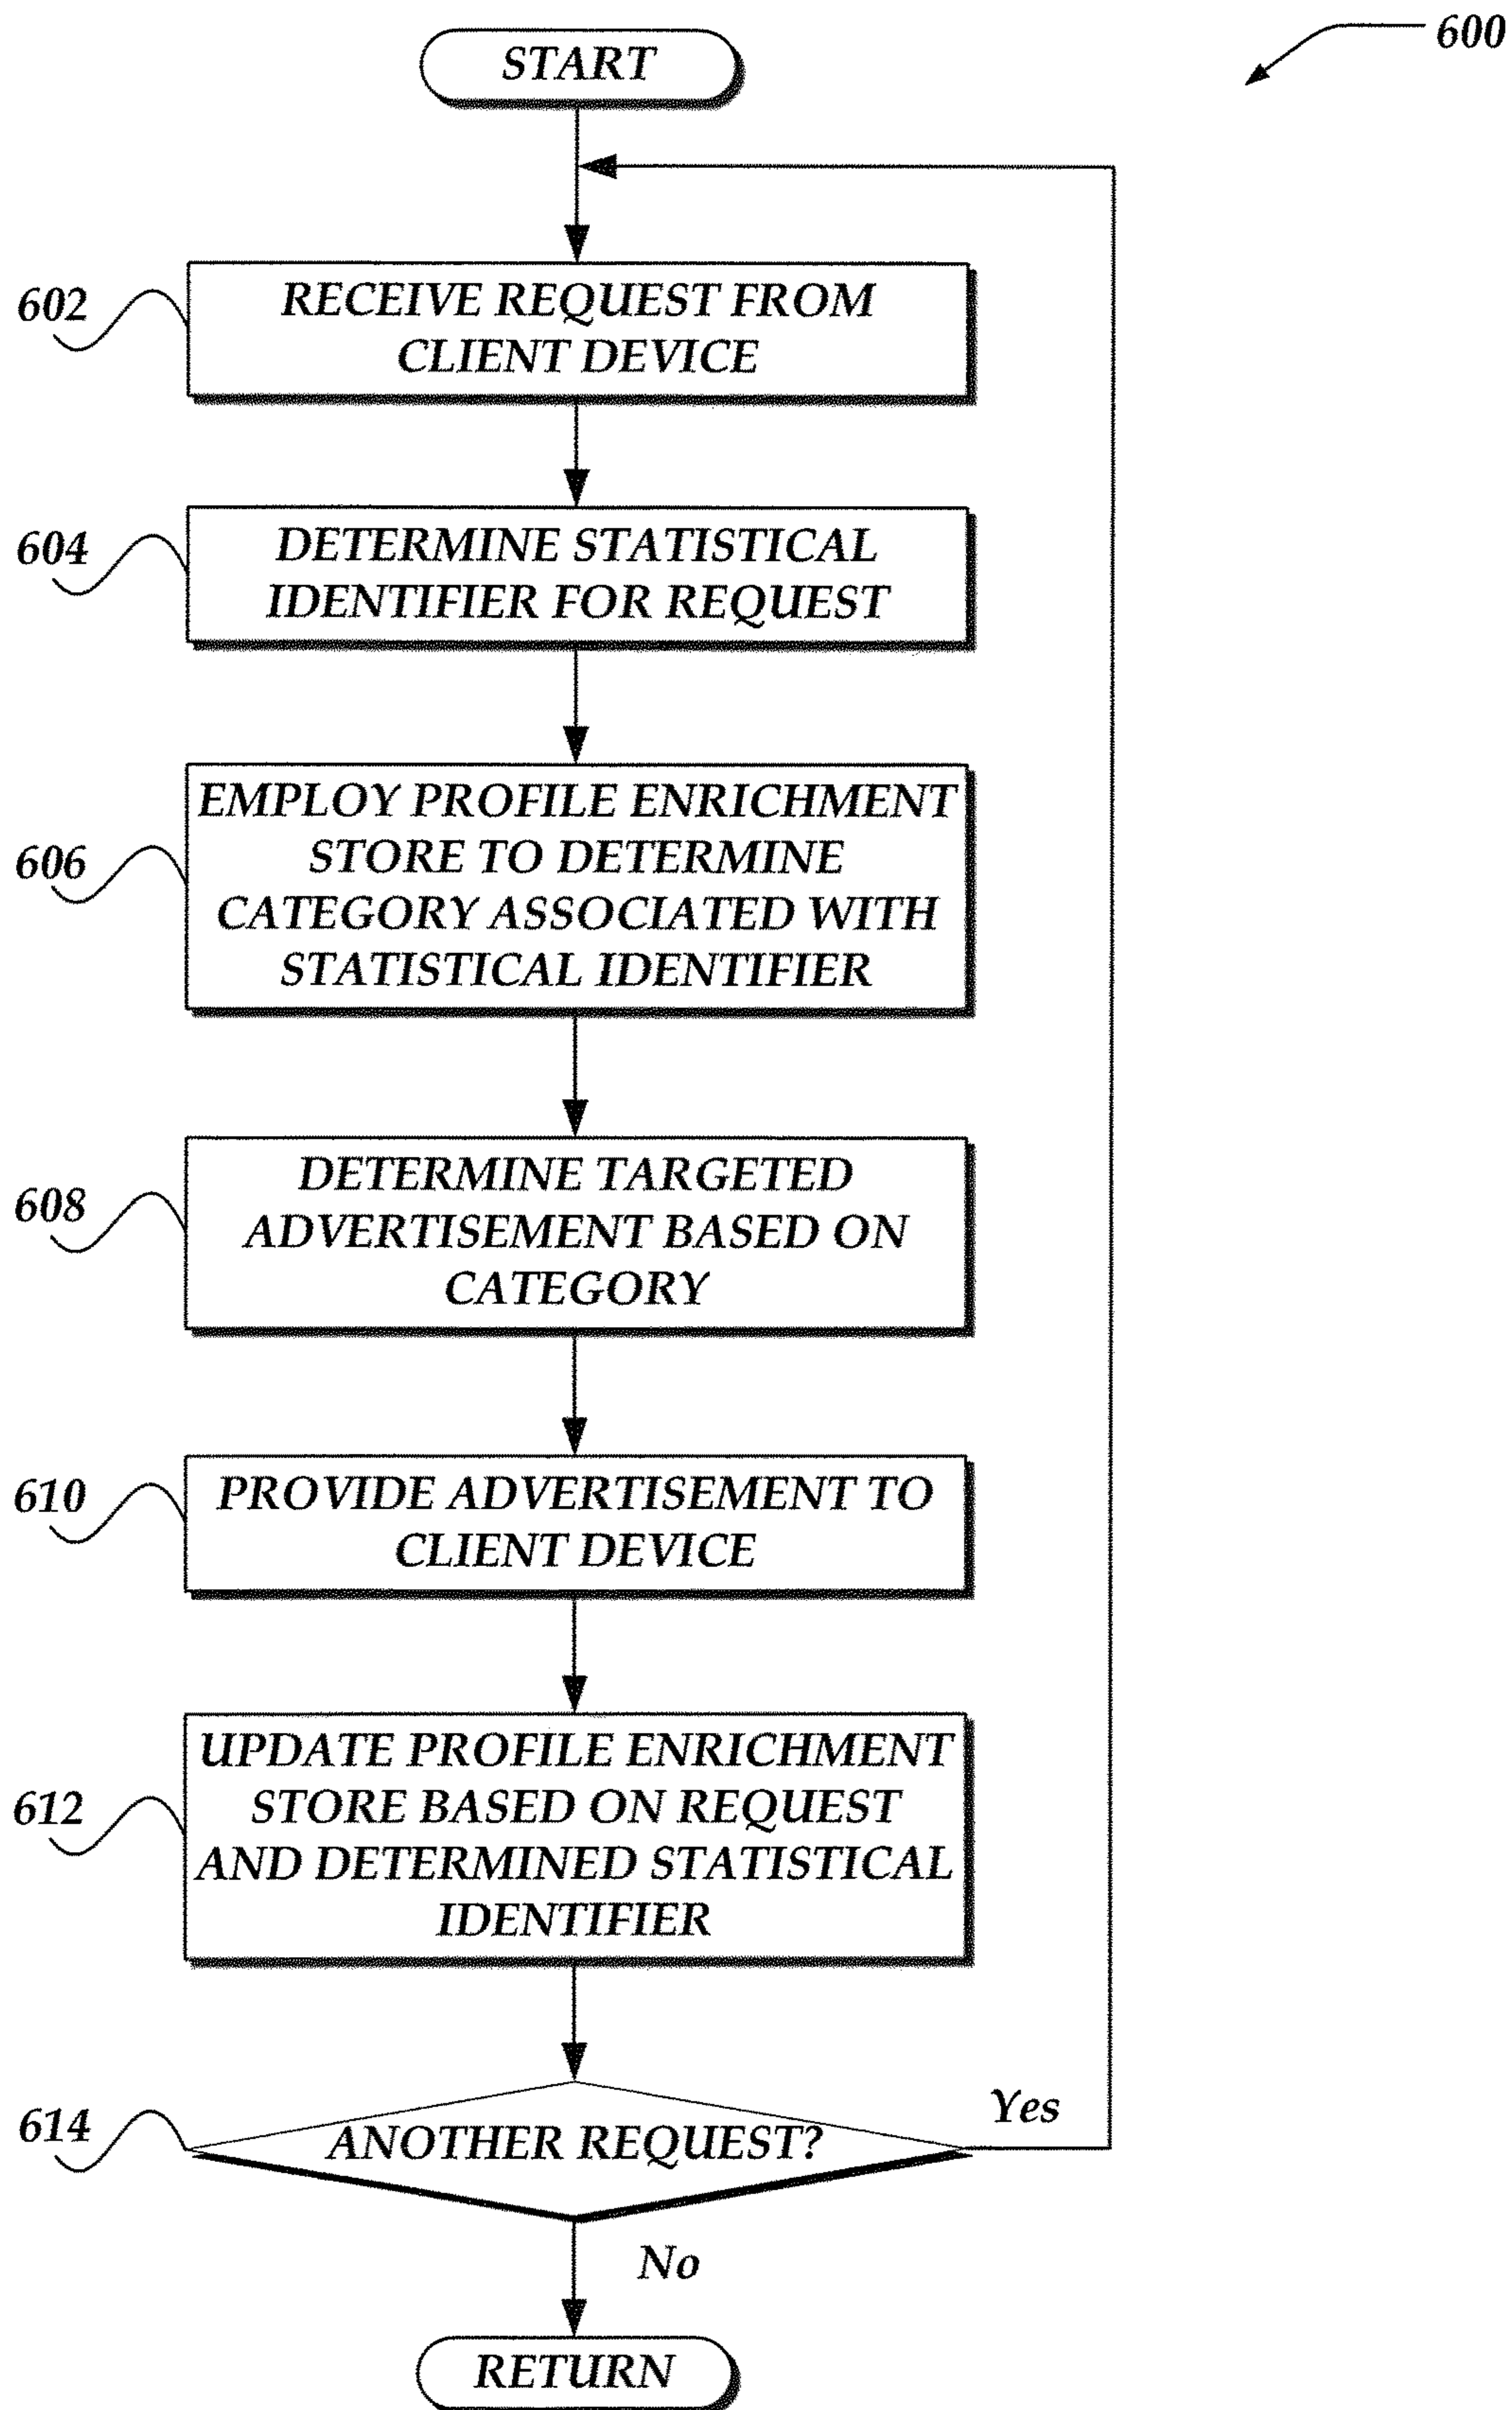 600
START
602
RECEIVE REQUEST FROM
CLIENT DEVICE
604
DETERMINE STATISTICAL
IDENTIFIER FOR REQUEST
606
EMPLOY PROFILE ENRICHMENT
STORE TO DETERMINE
CATEGORY ASSOCIATED WITH
STATISTICAL IDENTIFIER
608
DETERMINE TARGETED
ADVERTISEMENT BASED ON
CATEGORY
610
PROVIDE ADVERTISEMENT TO
CLIENT DEVICE
612
UPDATE PROFILE ENRICHMENT
STORE BASED ON REQUEST
AND DETERMINED STATISTICAL
IDENTIFIER
614
ANOTHER REQUEST?
Yes
No
RETURN